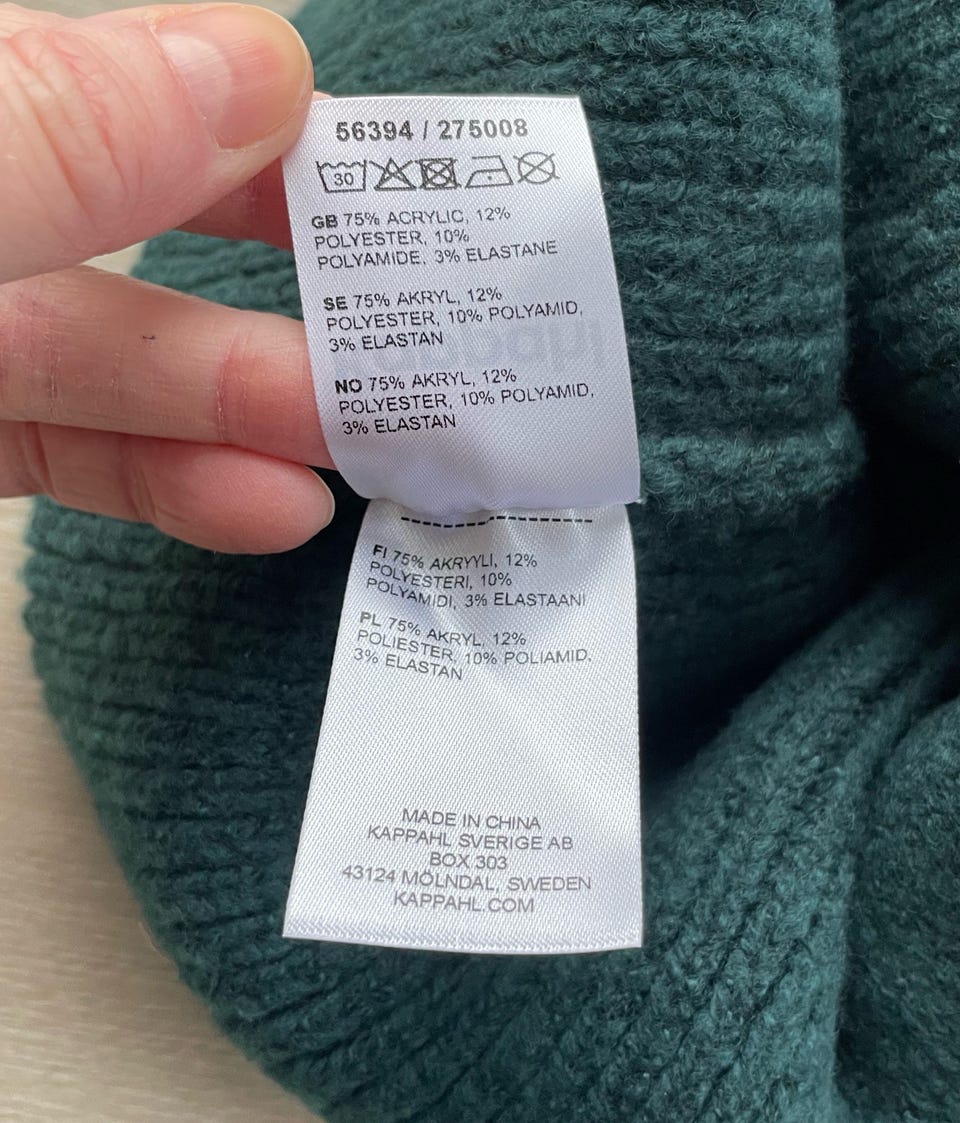 56394 / 275008
30
GB 75% ACRYLIC, 12%
POLYESTER, 10%
POLYAMIDE, 3% ELASTANE
SE 75% AKRYL, 12%
POLYESTER, 10% POLYAMID,
3% ELASTAN
NO 75% AKRYL, 12%
POLYESTER, 10% POLYAMID,
3% ELASTAN
FI 75% AKRYYLI, 12%
POLYESTERI, 10%
POLYAMIDI, 3% ELASTAANI
PL 75% AKRYL, 12%
POLIESTER, 10% POLIAMID,
3% ELASTAN
MADE IN CHINA
KAPPAHL SVERIGE AB
BOX 303
43124 MÖLNDAL, SWEDEN
KAPPAHL.COM